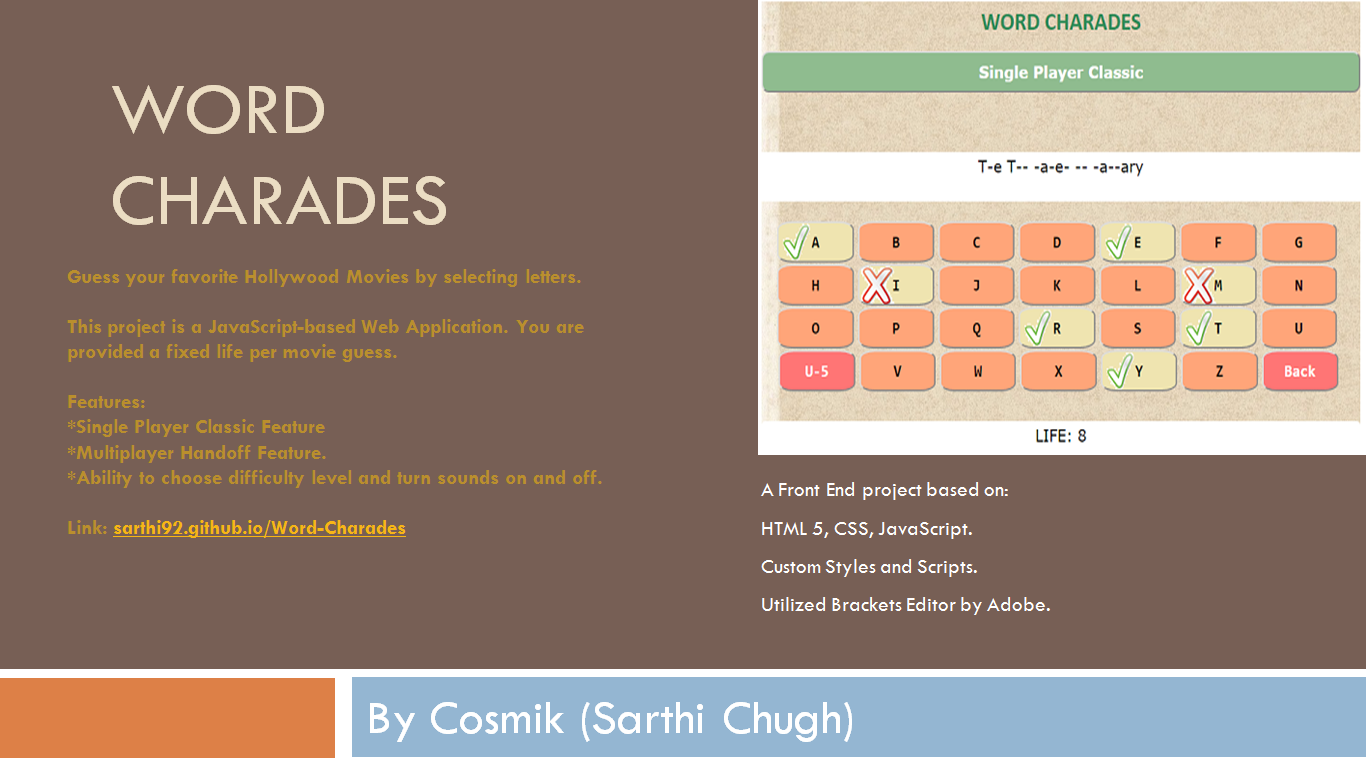 WORD
CHARADES
Guess your favorite Hollywood Movies by selecting letters.
This project is a JavaScript-based Web Application. You are
provided a fixed life per movie guess.
Features:
*Single Player Classic Feature
*Multiplayer Handoff Feature.
*Ability to choose difficulty level and turn sounds on and off.
Link: sarthi92.github.io/Word-Charades
WORD CHARADES
Single Player Classic
T-e T-- -a-e- -- -a--ary
A B C D E F G
H I J K L M N
O P Q R S T U
U-5 V W X Y Z Back
LIFE: 8
A Front End project based on:
HTML 5, CSS, JavaScript.
Custom Styles and Scripts.
Utilized Brackets Editor by Adobe.
By Cosmik (Sarthi Chugh)